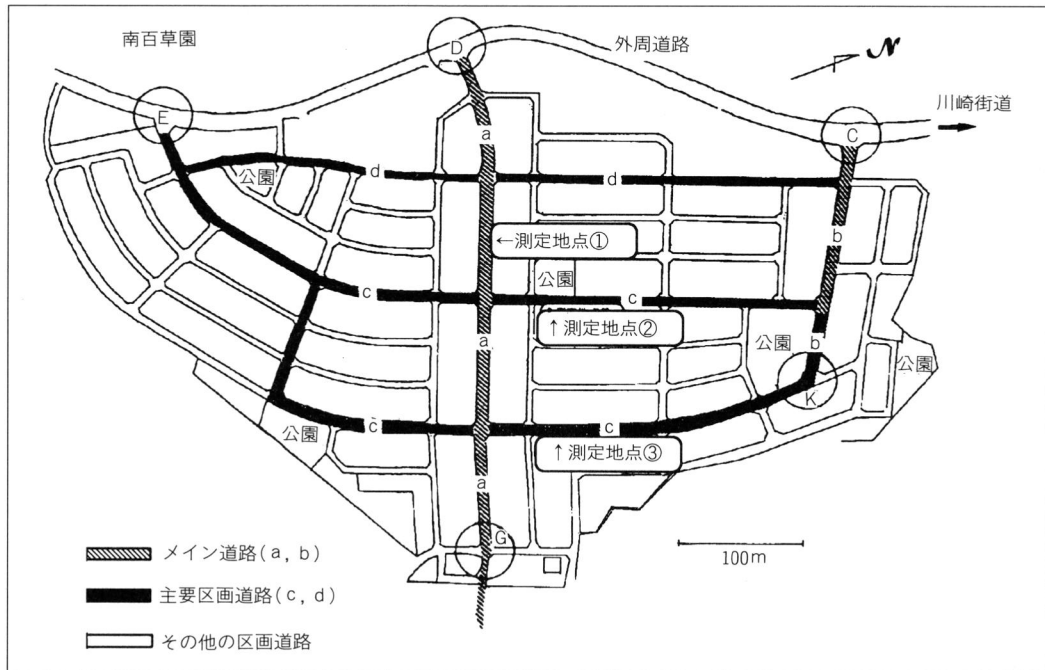 南百草園
D
外周道路
N
川崎街道
E
C
a
公園
d
d
b
←測定地点①
公園
c
c
↑測定地点②
a
公園
b
公園
K
公園
c
c
↑測定地点③
a
G
100m
メイン道路(a, b)
主要区画道路(c, d)
その他の区画道路